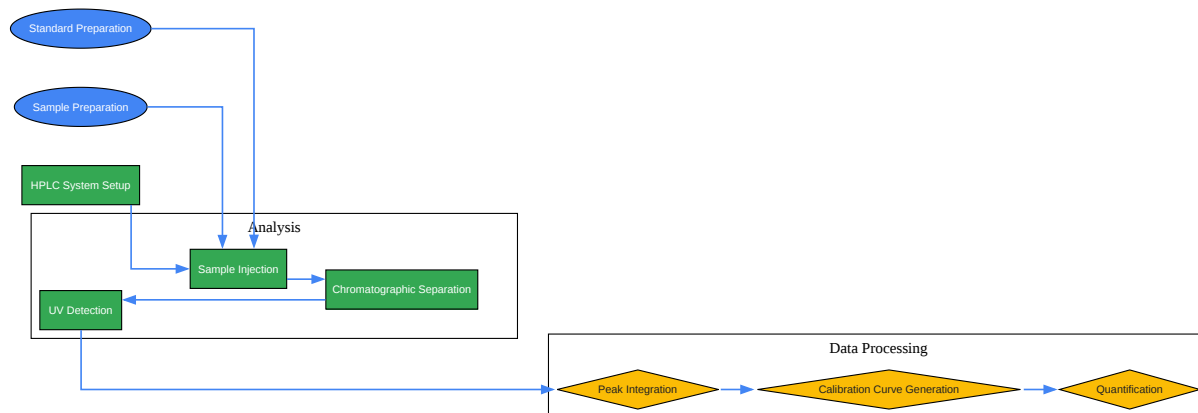 Standard Preparation
Sample Preparation
HPLC System Setup
Analysis
Sample Injection
Chromatographic Separation
UV Detection
Data Processing
Peak Integration
Calibration Curve Generation
Quantification